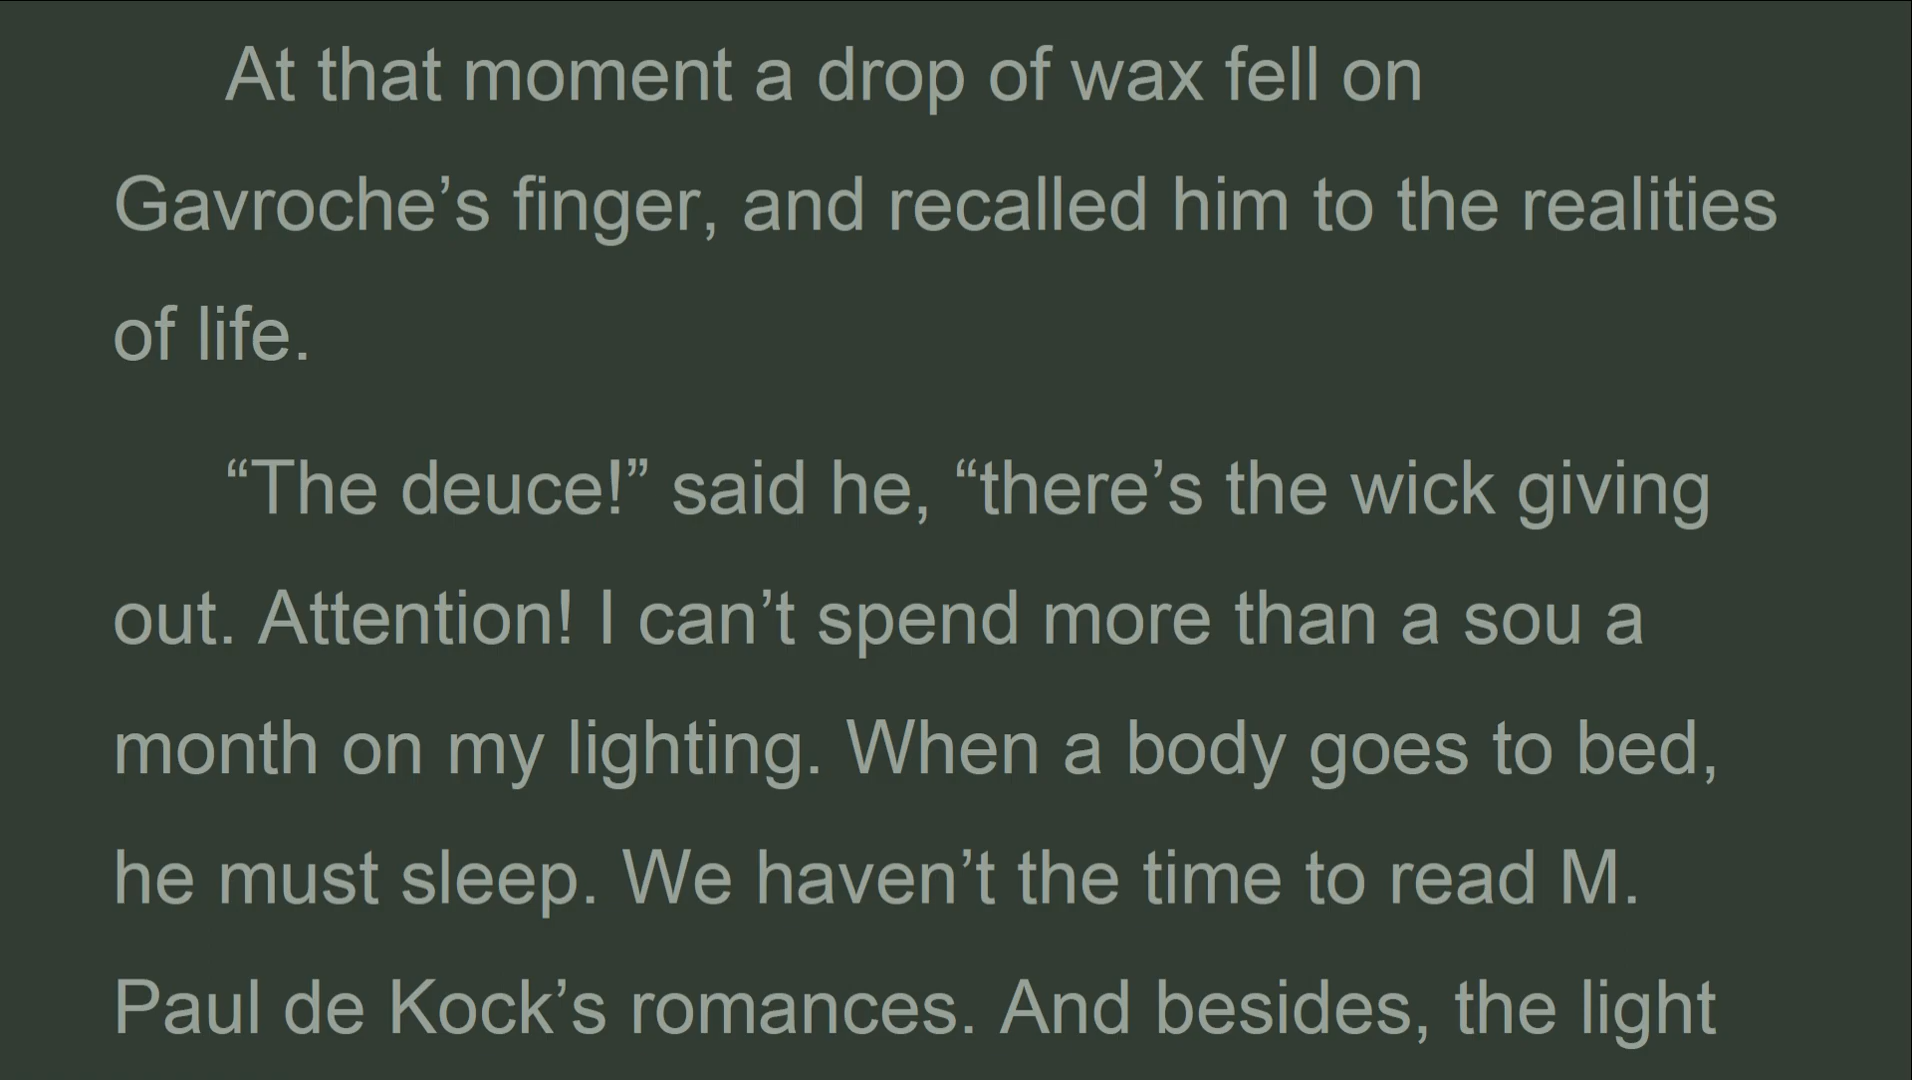 At that moment a drop of wax fell on
Gavroche’s finger, and recalled him to the realities
of life.
“The deuce!” said he, “there’s the wick giving
out. Attention! I can’t spend more than a sou a
month on my lighting. When a body goes to bed,
he must sleep. We haven’t the time to read M.
Paul de Kock’s romances. And besides, the light